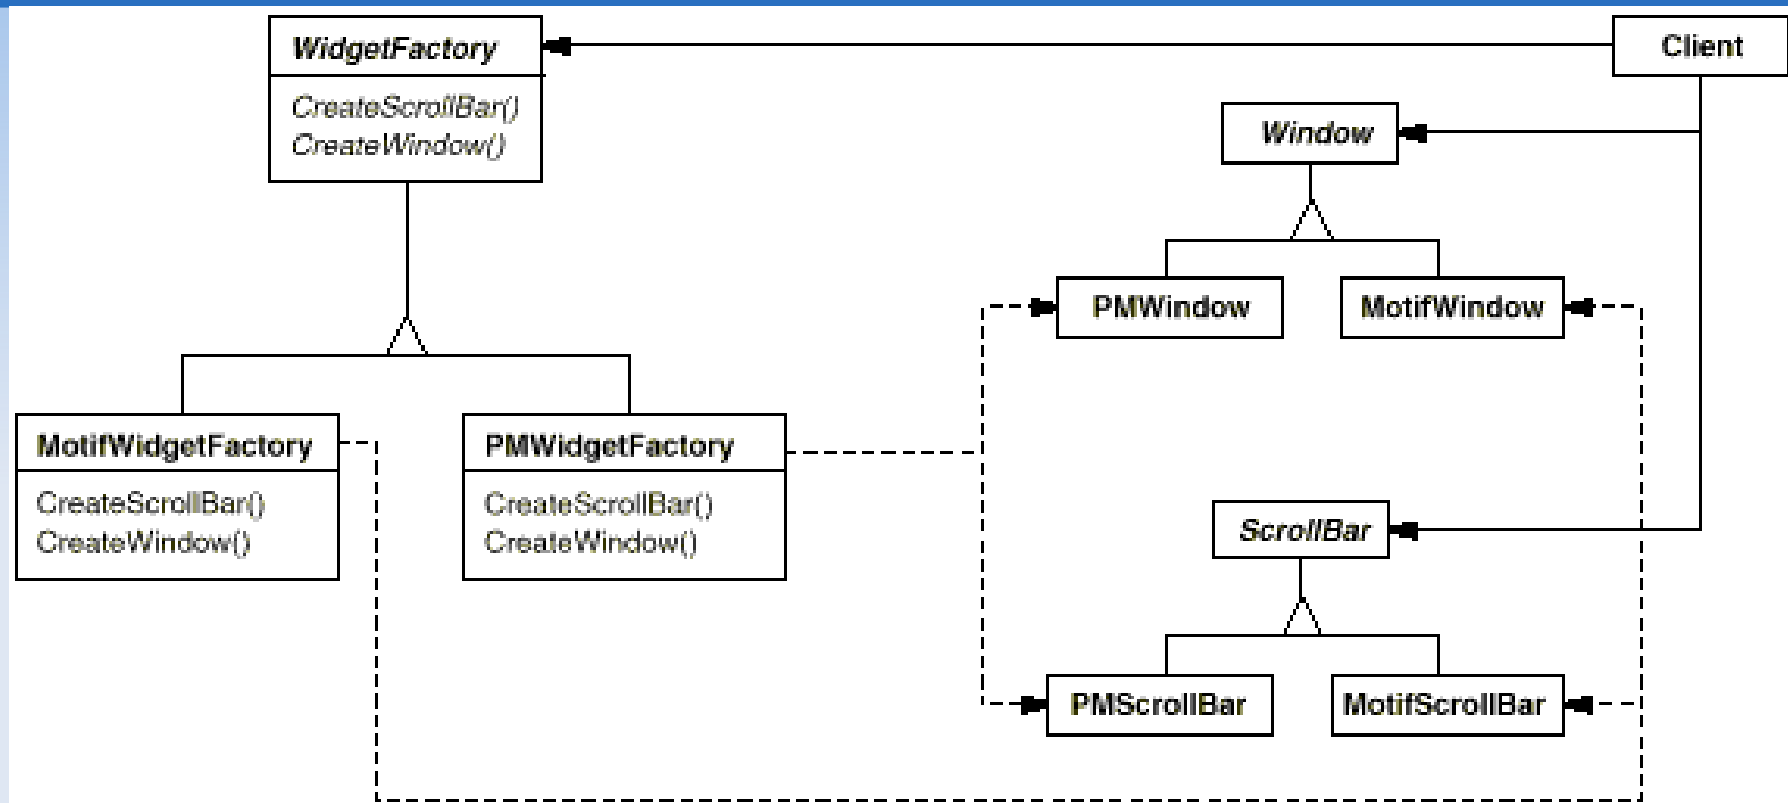 WidgetFactory
CreateScrollBar()
CreateWindow()
Client
Window
PMWindow
MotifWindow
MotifWidgetFactory
CreateScrollBar()
CreateWindow()
PMWidgetFactory
CreateScrollBar()
CreateWindow()
ScrollBar
PMScrollBar
MotifScrollBar